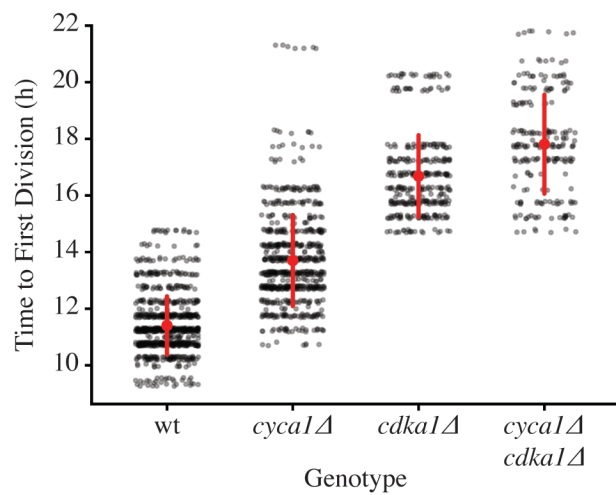 Time to First Division (h)
22
20
18
16
14
12
10
wt
cyca1Δ
cdka1Δ
cyca1Δ
cdka1Δ
Genotype